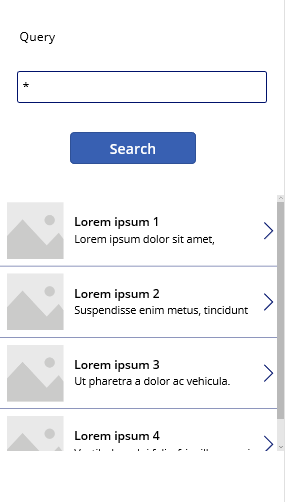 Query
*
Search
Lorem ipsum 1
Lorem ipsum dolor sit amet,
Lorem ipsum 2
Suspendisse enim metus, tincidunt
Lorem ipsum 3
Ut pharetra a dolor ac vehicula.
Lorem ipsum 4